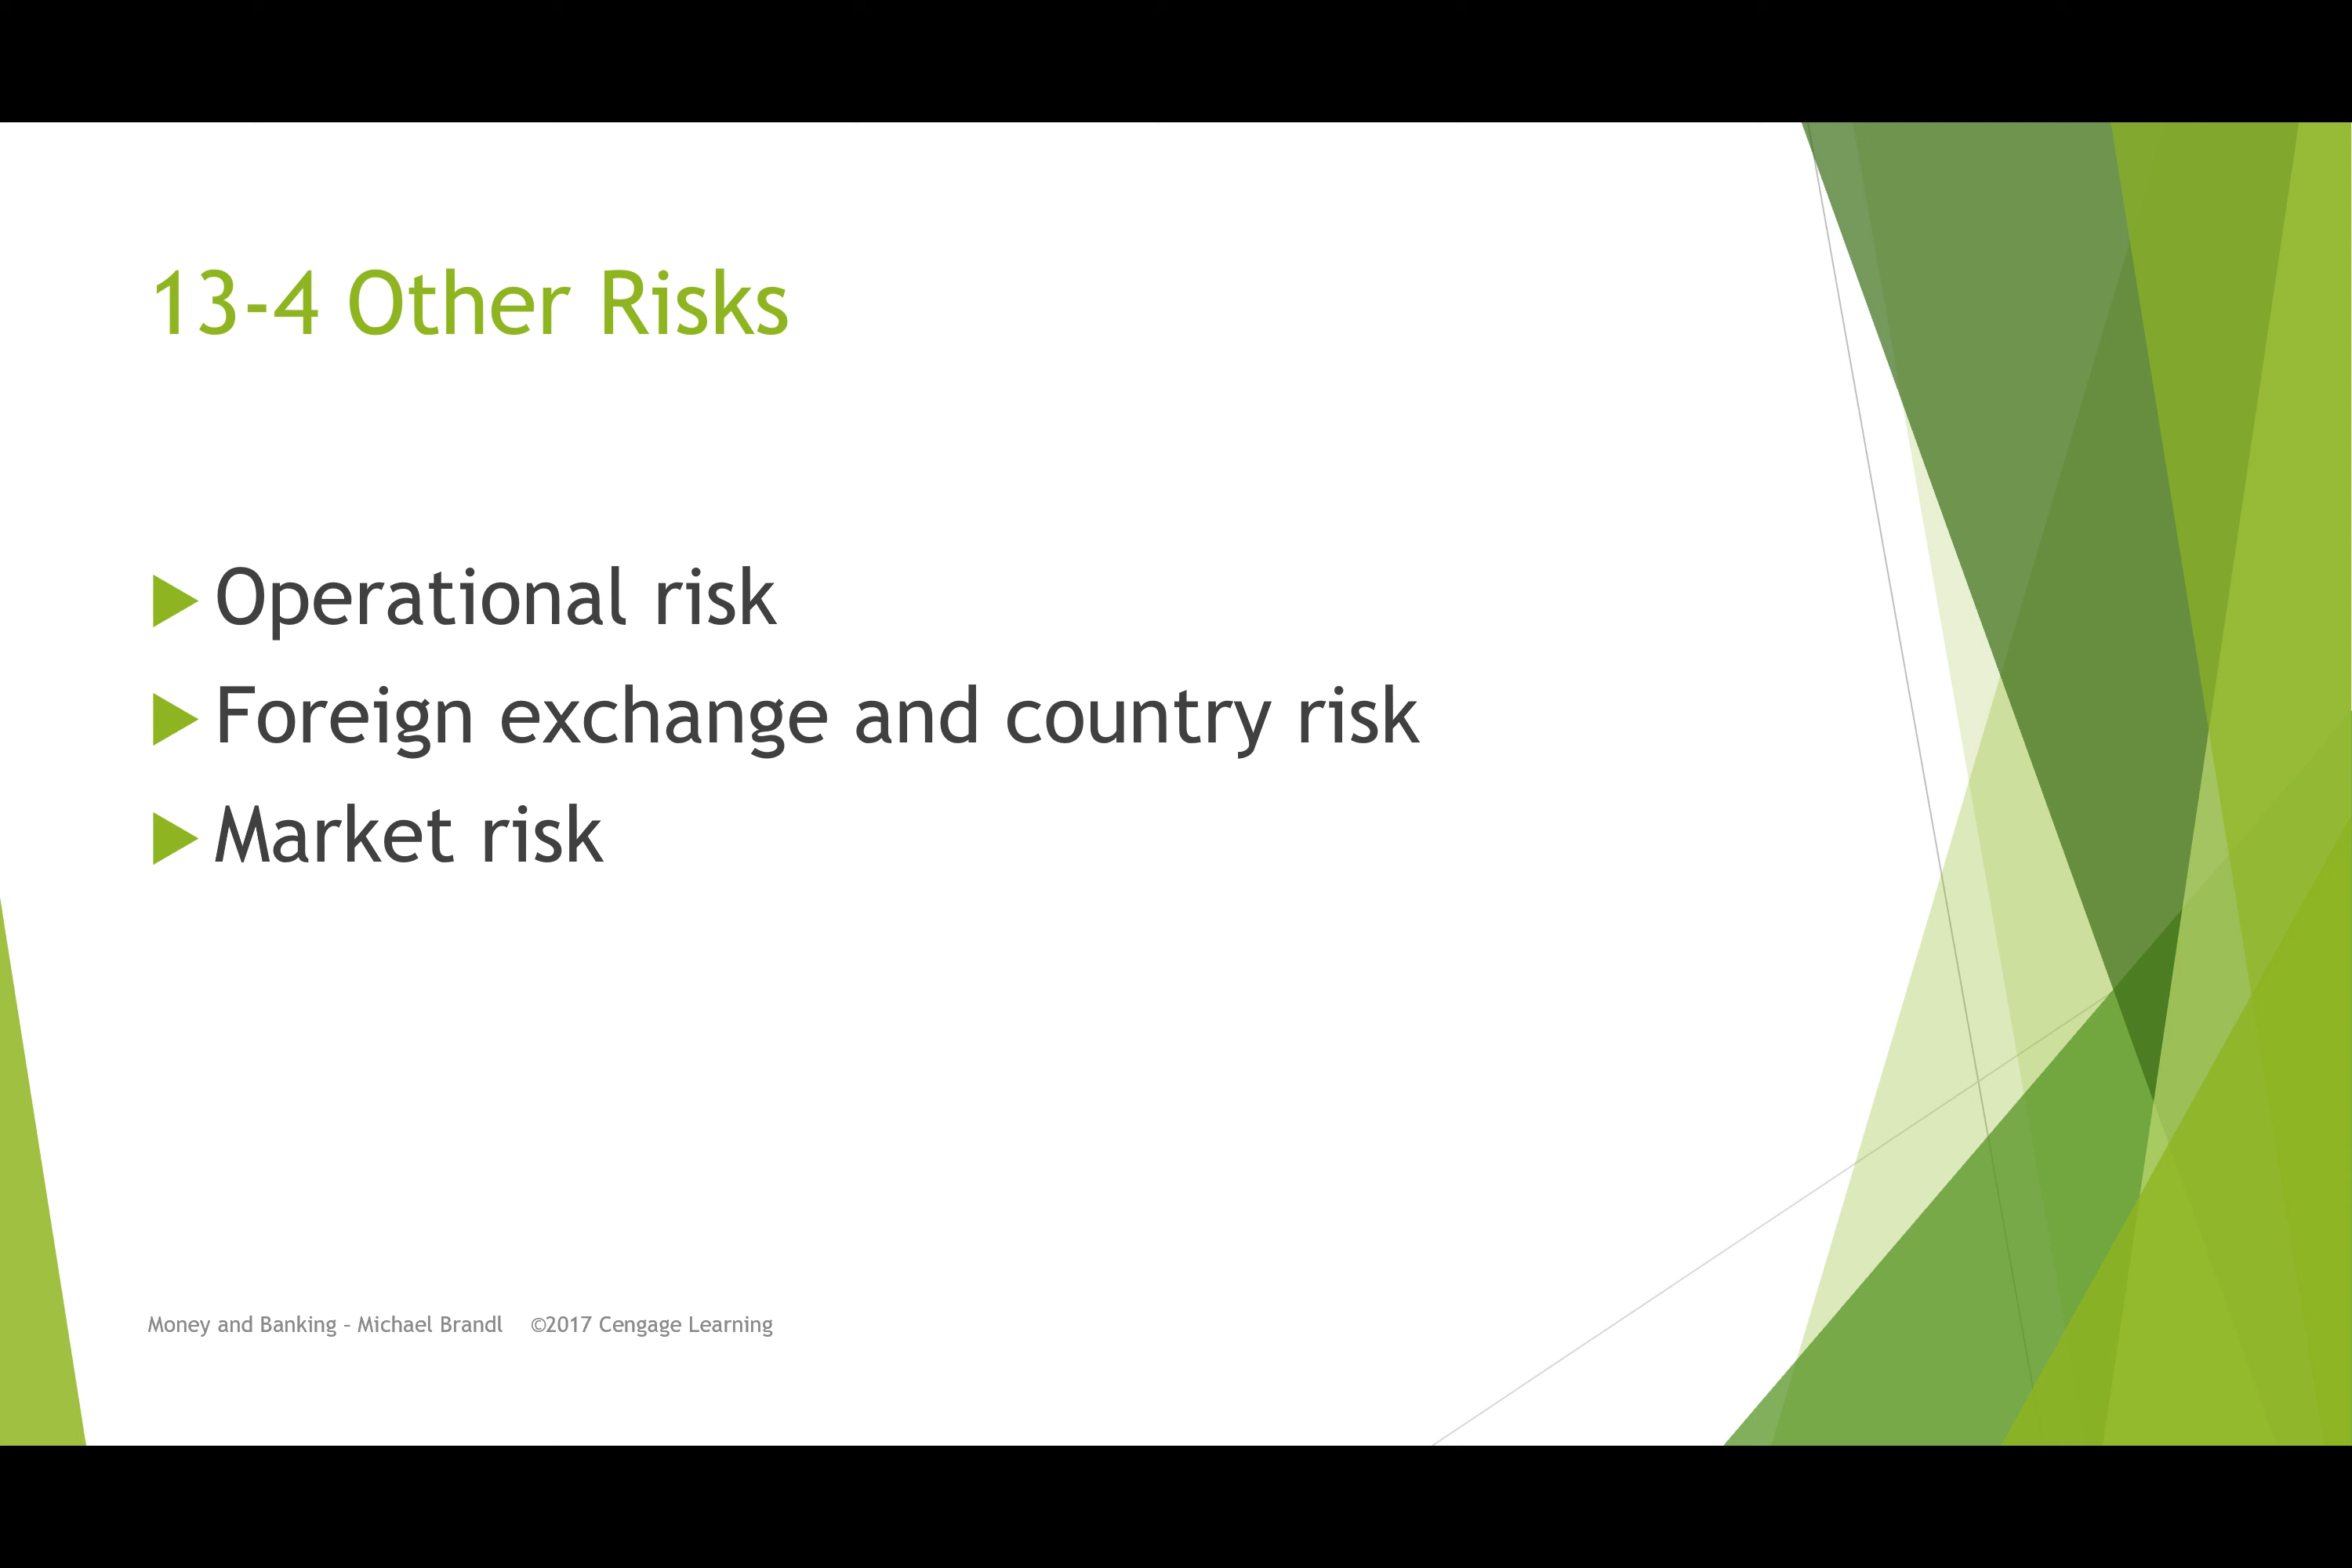 13-4 Other Risks
Operational risk
Foreign exchange and country risk
Market risk
Money and Banking – Michael Brandl ©2017 Cengage Learning